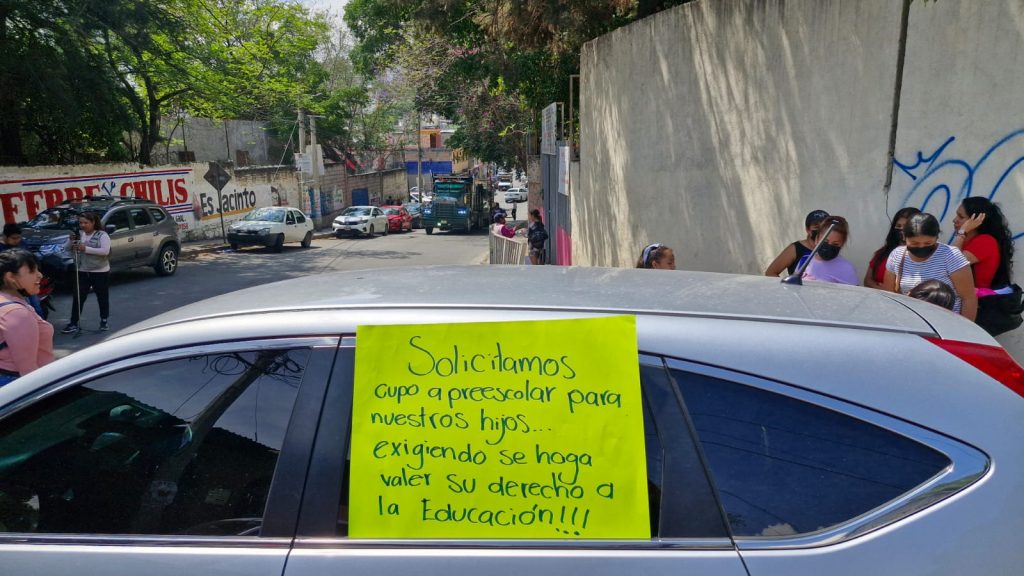 FERRE CHILIS
Es Jacinto
Solicitamos
cupo a preescolar para
nuestros hijos...
exigiendo se haga
valer su derecho a
la Educación!!!